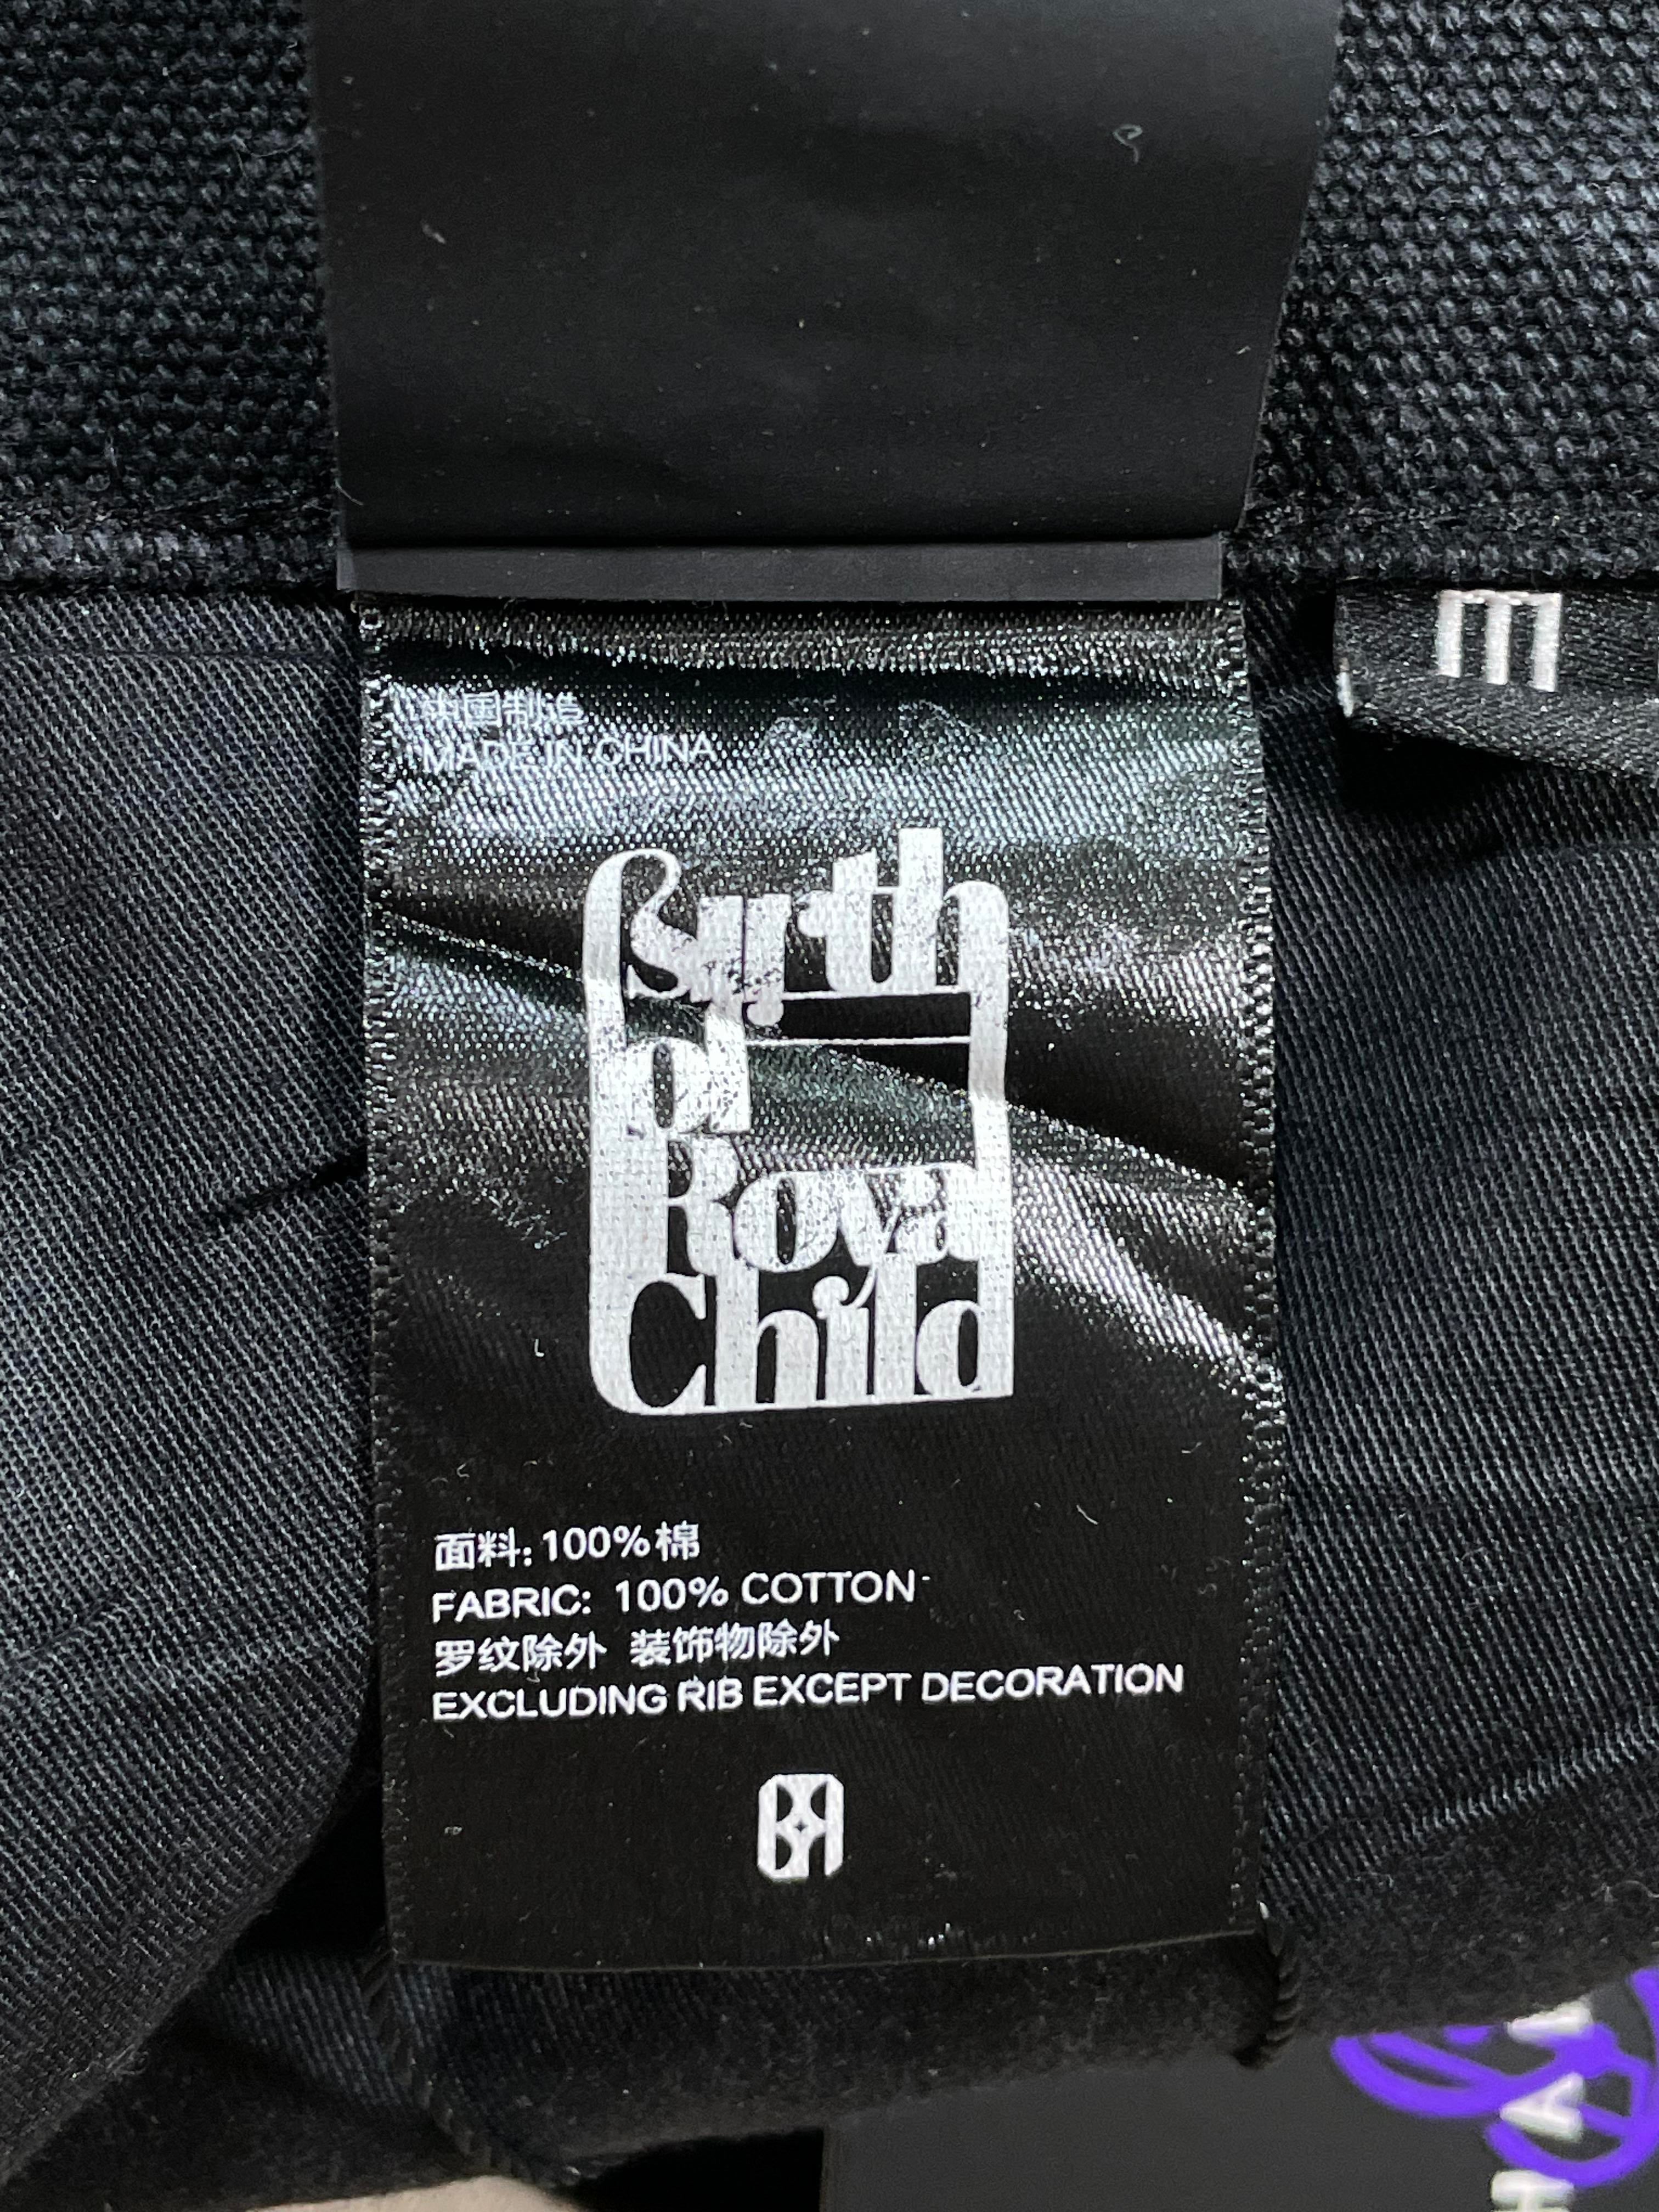 中国制造
MADE IN CHINA
Byrth
of
Royal
Child
面料: 100% 棉
FABRIC: 100% COTTON
罗纹除外 装饰物除外
EXCLUDING RIB EXCEPT DECORATION